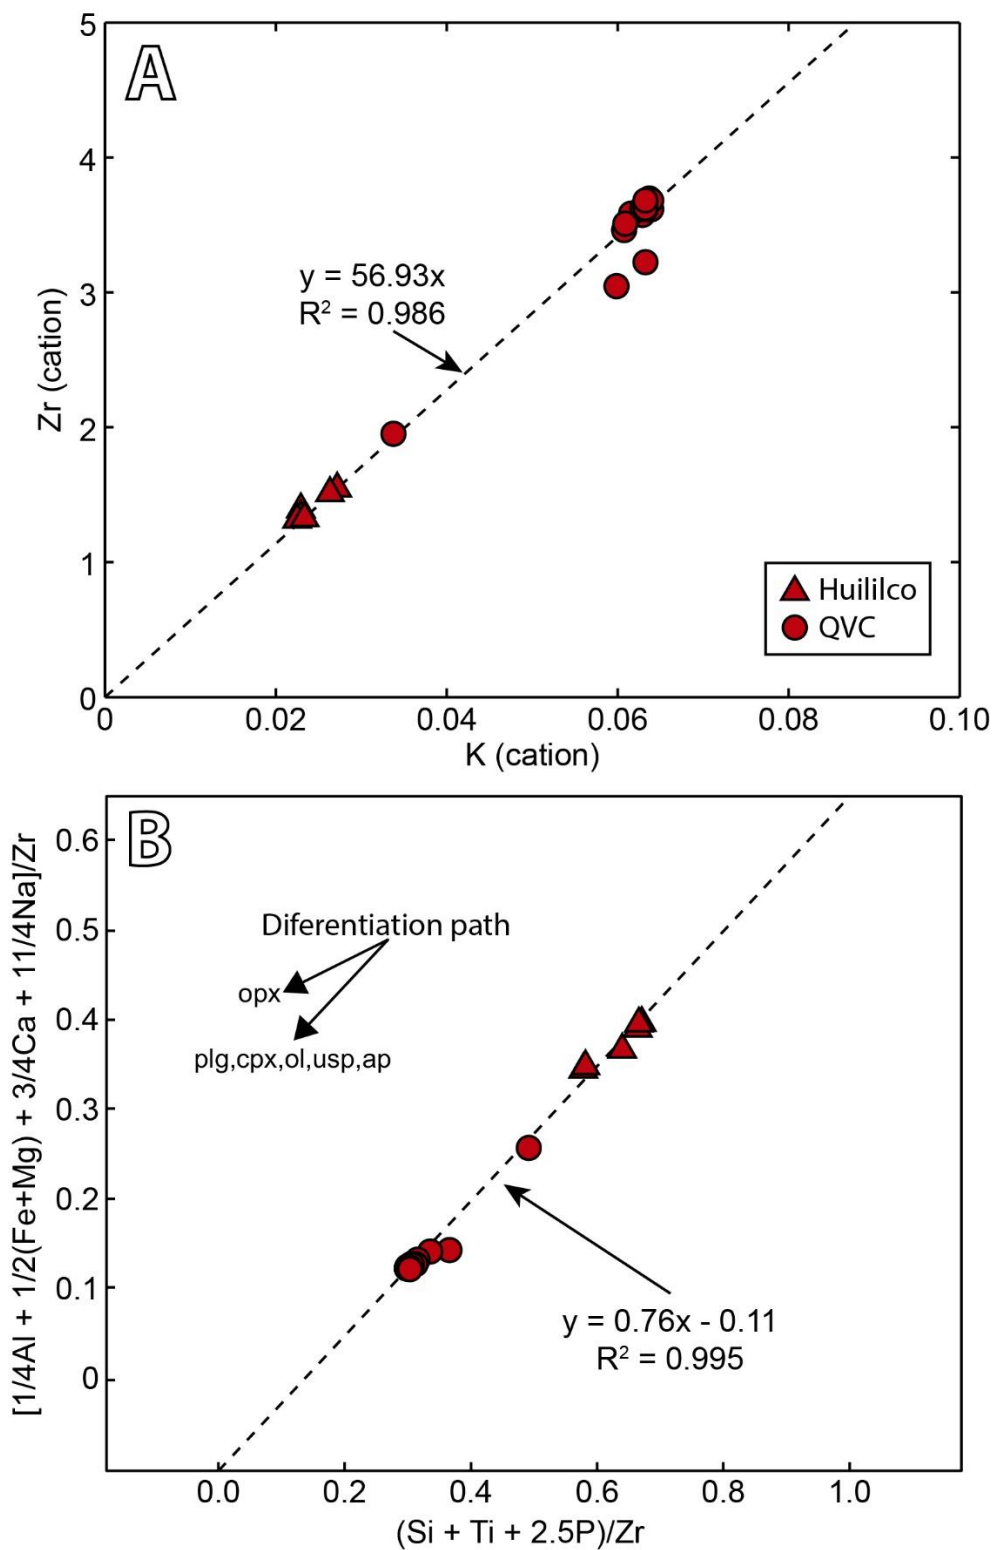 A
5
4
3
2
1
0
Zr (cation)
y = 56.93x
R² = 0.986
Huililco
QVC
0
0.02
0.04
0.06
0.08
0.10
K (cation)
B
0.6
0.5
0.4
0.3
0.2
0.1
0
[1/4Al + 1/2(Fe+Mg) + 3/4Ca + 11/4Na]/Zr
Diferentiation path
opx
plg,cpx,ol,usp,ap
y = 0.76x - 0.11
R² = 0.995
0.0
0.2
0.4
0.6
0.8
1.0
(Si + Ti + 2.5P)/Zr